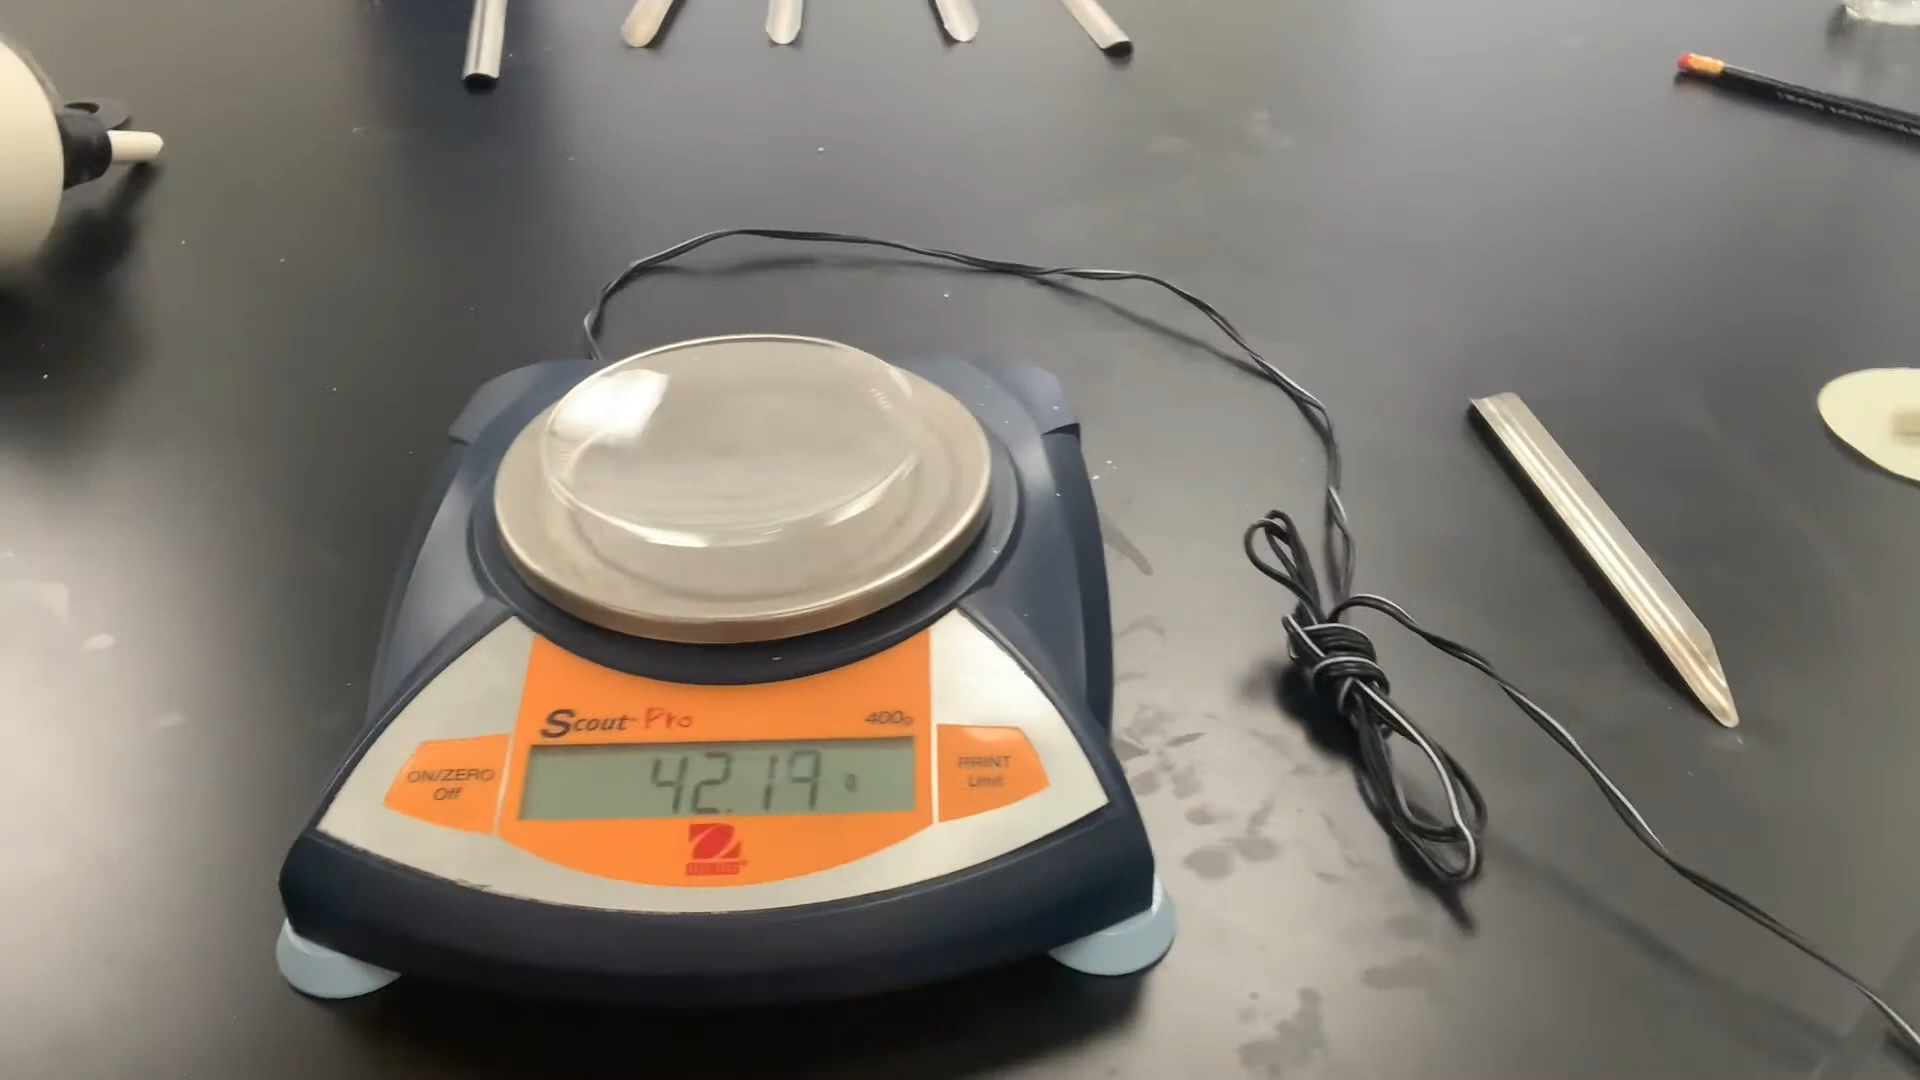 Scout Pro
400g
ON/ZERO
Off
42.19 g
PRINT
Unit